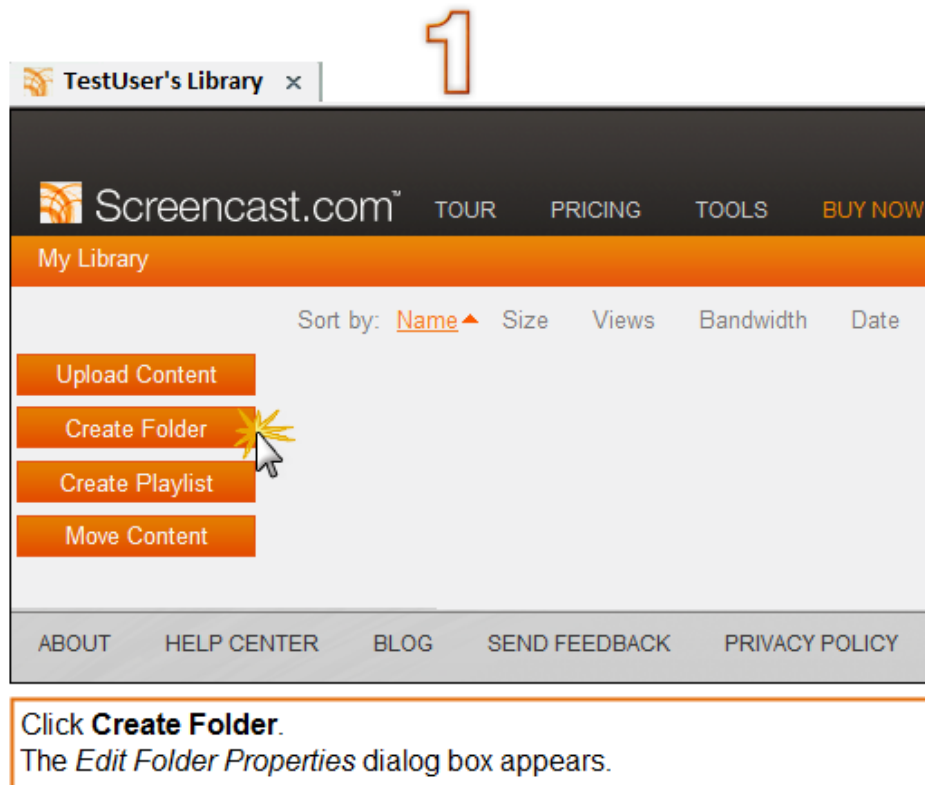 1
TestUser's Library ×
Screencast.com™ TOUR PRICING TOOLS BUY NOW
My Library
Sort by: Name Size Views Bandwidth Date
Upload Content
Create Folder
Create Playlist
Move Content
ABOUT HELP CENTER BLOG SEND FEEDBACK PRIVACY POLICY
Click Create Folder.
The Edit Folder Properties dialog box appears.